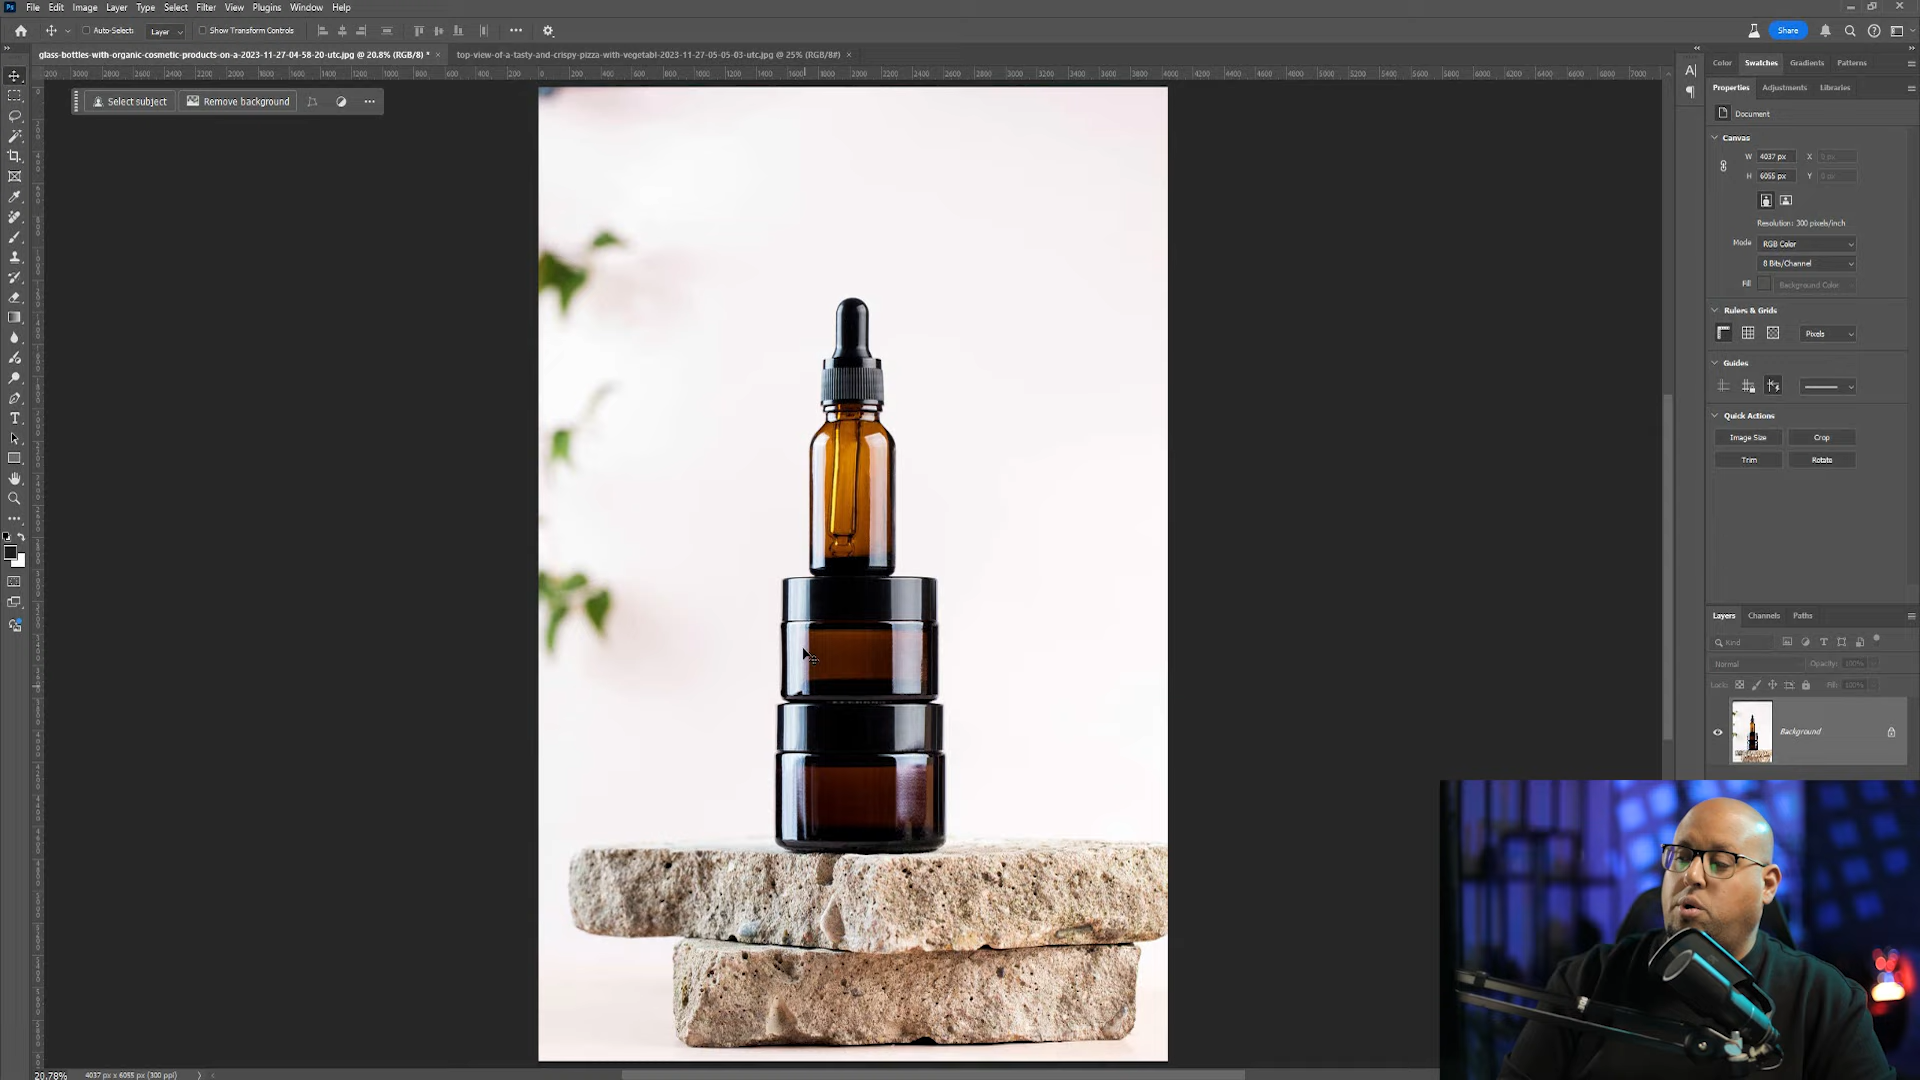 File Edit Image Layer Type Select Filter View Plugins Window Help
Auto-Select: Layer Show Transform Controls Share
glass-bottles-with-organic-cosmetic-products-on-a-2023-11-27-04-58-20-utc.jpg @ 20.8% (RGB/8) * top-view-of-a-tasty-and-crispy-pizza-with-vegetabl-2023-11-27-05-05-03-utc.jpg @ 25% (RGB/8#)
Color Swatches Gradients Patterns
Select subject Remove background
Properties Adjustments Libraries
Document
Canvas
W 4037 px X 0 px
H 6055 px Y 0 px
Resolution: 300 pixels/inch
Mode RGB Color
8 Bits/Channel
Fill Background Color
Rulers & Grids
Pixels
Guides
Quick Actions
Image Size Crop
Trim Rotate
Layers Channels Paths
Kind
Normal Opacity: 100%
Lock: Fill: 100%
Background
20.78% 4037 px x 6055 px (300 ppi)